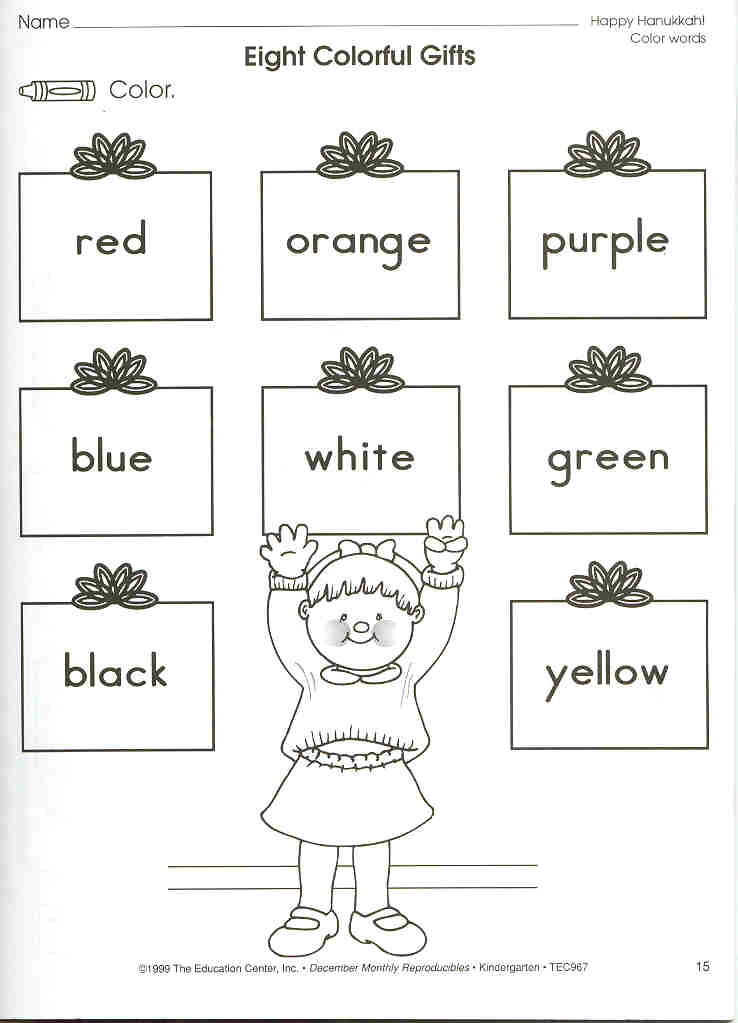 Name
Happy Hanukkah!
Color words
Eight Colorful Gifts
Color.
red orange purple
blue white green
black yellow
©1999 The Education Center, Inc. • December Monthly Reproducibles • Kindergarten • TEC967
15